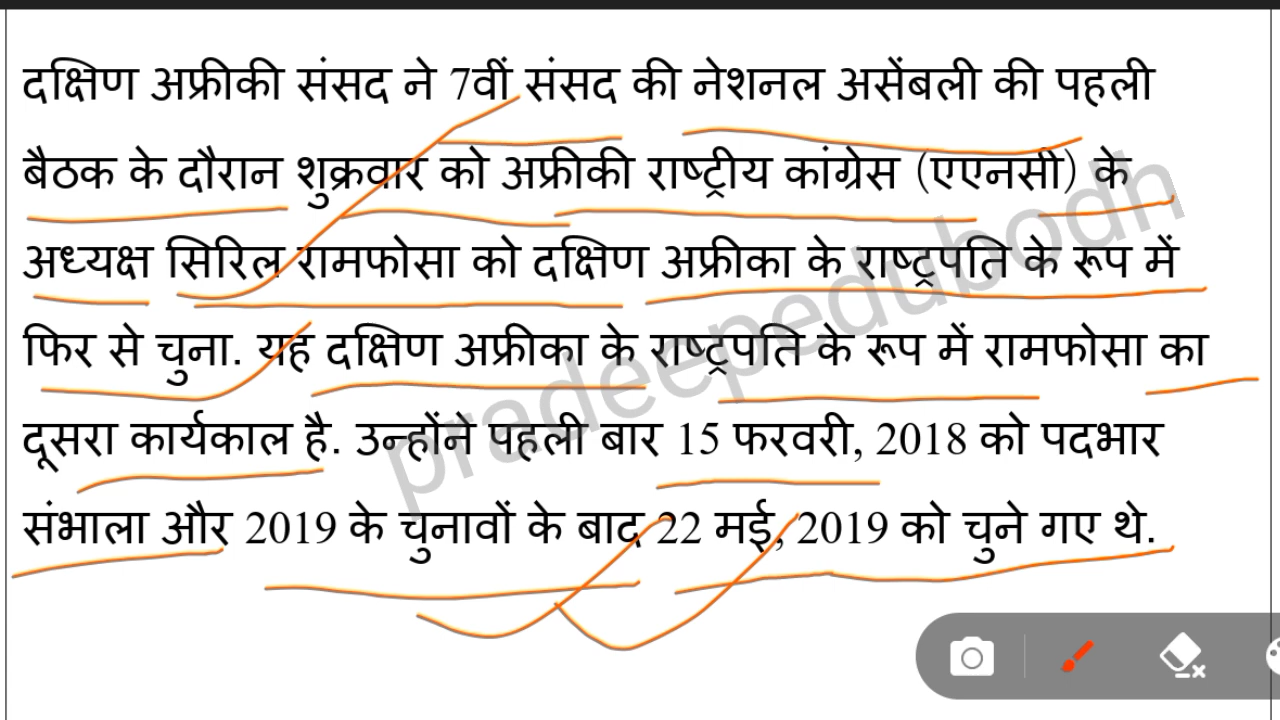 दक्षिण अफ्रीकी संसद ने 7वीं संसद की नेशनल असेंबली की पहली
बैठक के दौरान शुक्रवार को अफ्रीकी राष्ट्रीय कांग्रेस (एएनसी) के
अध्यक्ष सिरिल रामफोसा को दक्षिण अफ्रीका के राष्ट्रपति के रूप में
फिर से चुना. यह दक्षिण अफ्रीका के राष्ट्रपति के रूप में रामफोसा का
दूसरा कार्यकाल है. उन्होंने पहली बार 15 फरवरी, 2018 को पदभार
संभाला और 2019 के चुनावों के बाद 22 मई, 2019 को चुने गए थे.
pradeepedubodh